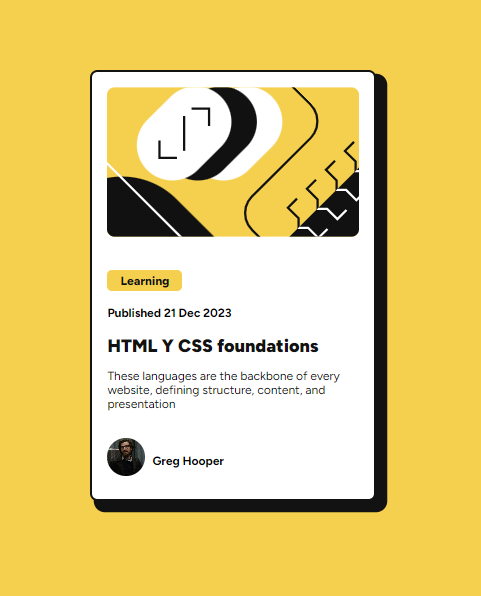 Learning
Published 21 Dec 2023
HTML Y CSS foundations
These languages are the backbone of every
website, defining structure, content, and
presentation
Greg Hooper